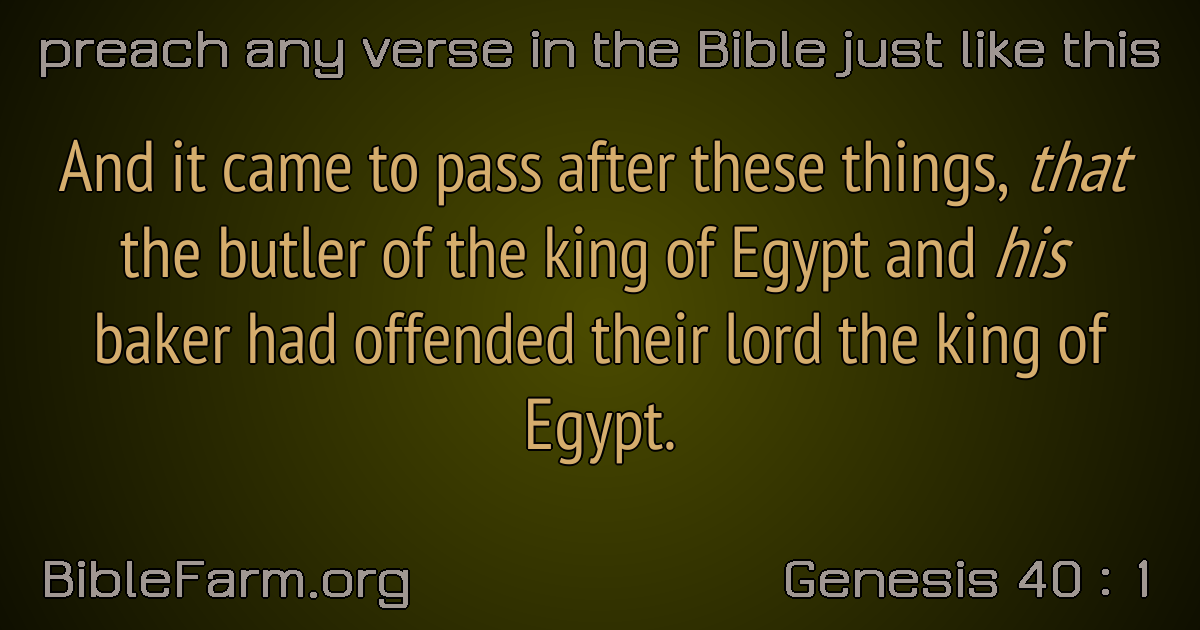 preach any verse in the Bible just like this
And it came to pass after these things, that
the butler of the king of Egypt and his
baker had offended their lord the king of
Egypt.
BibleFarm.org
Genesis 40 : 1